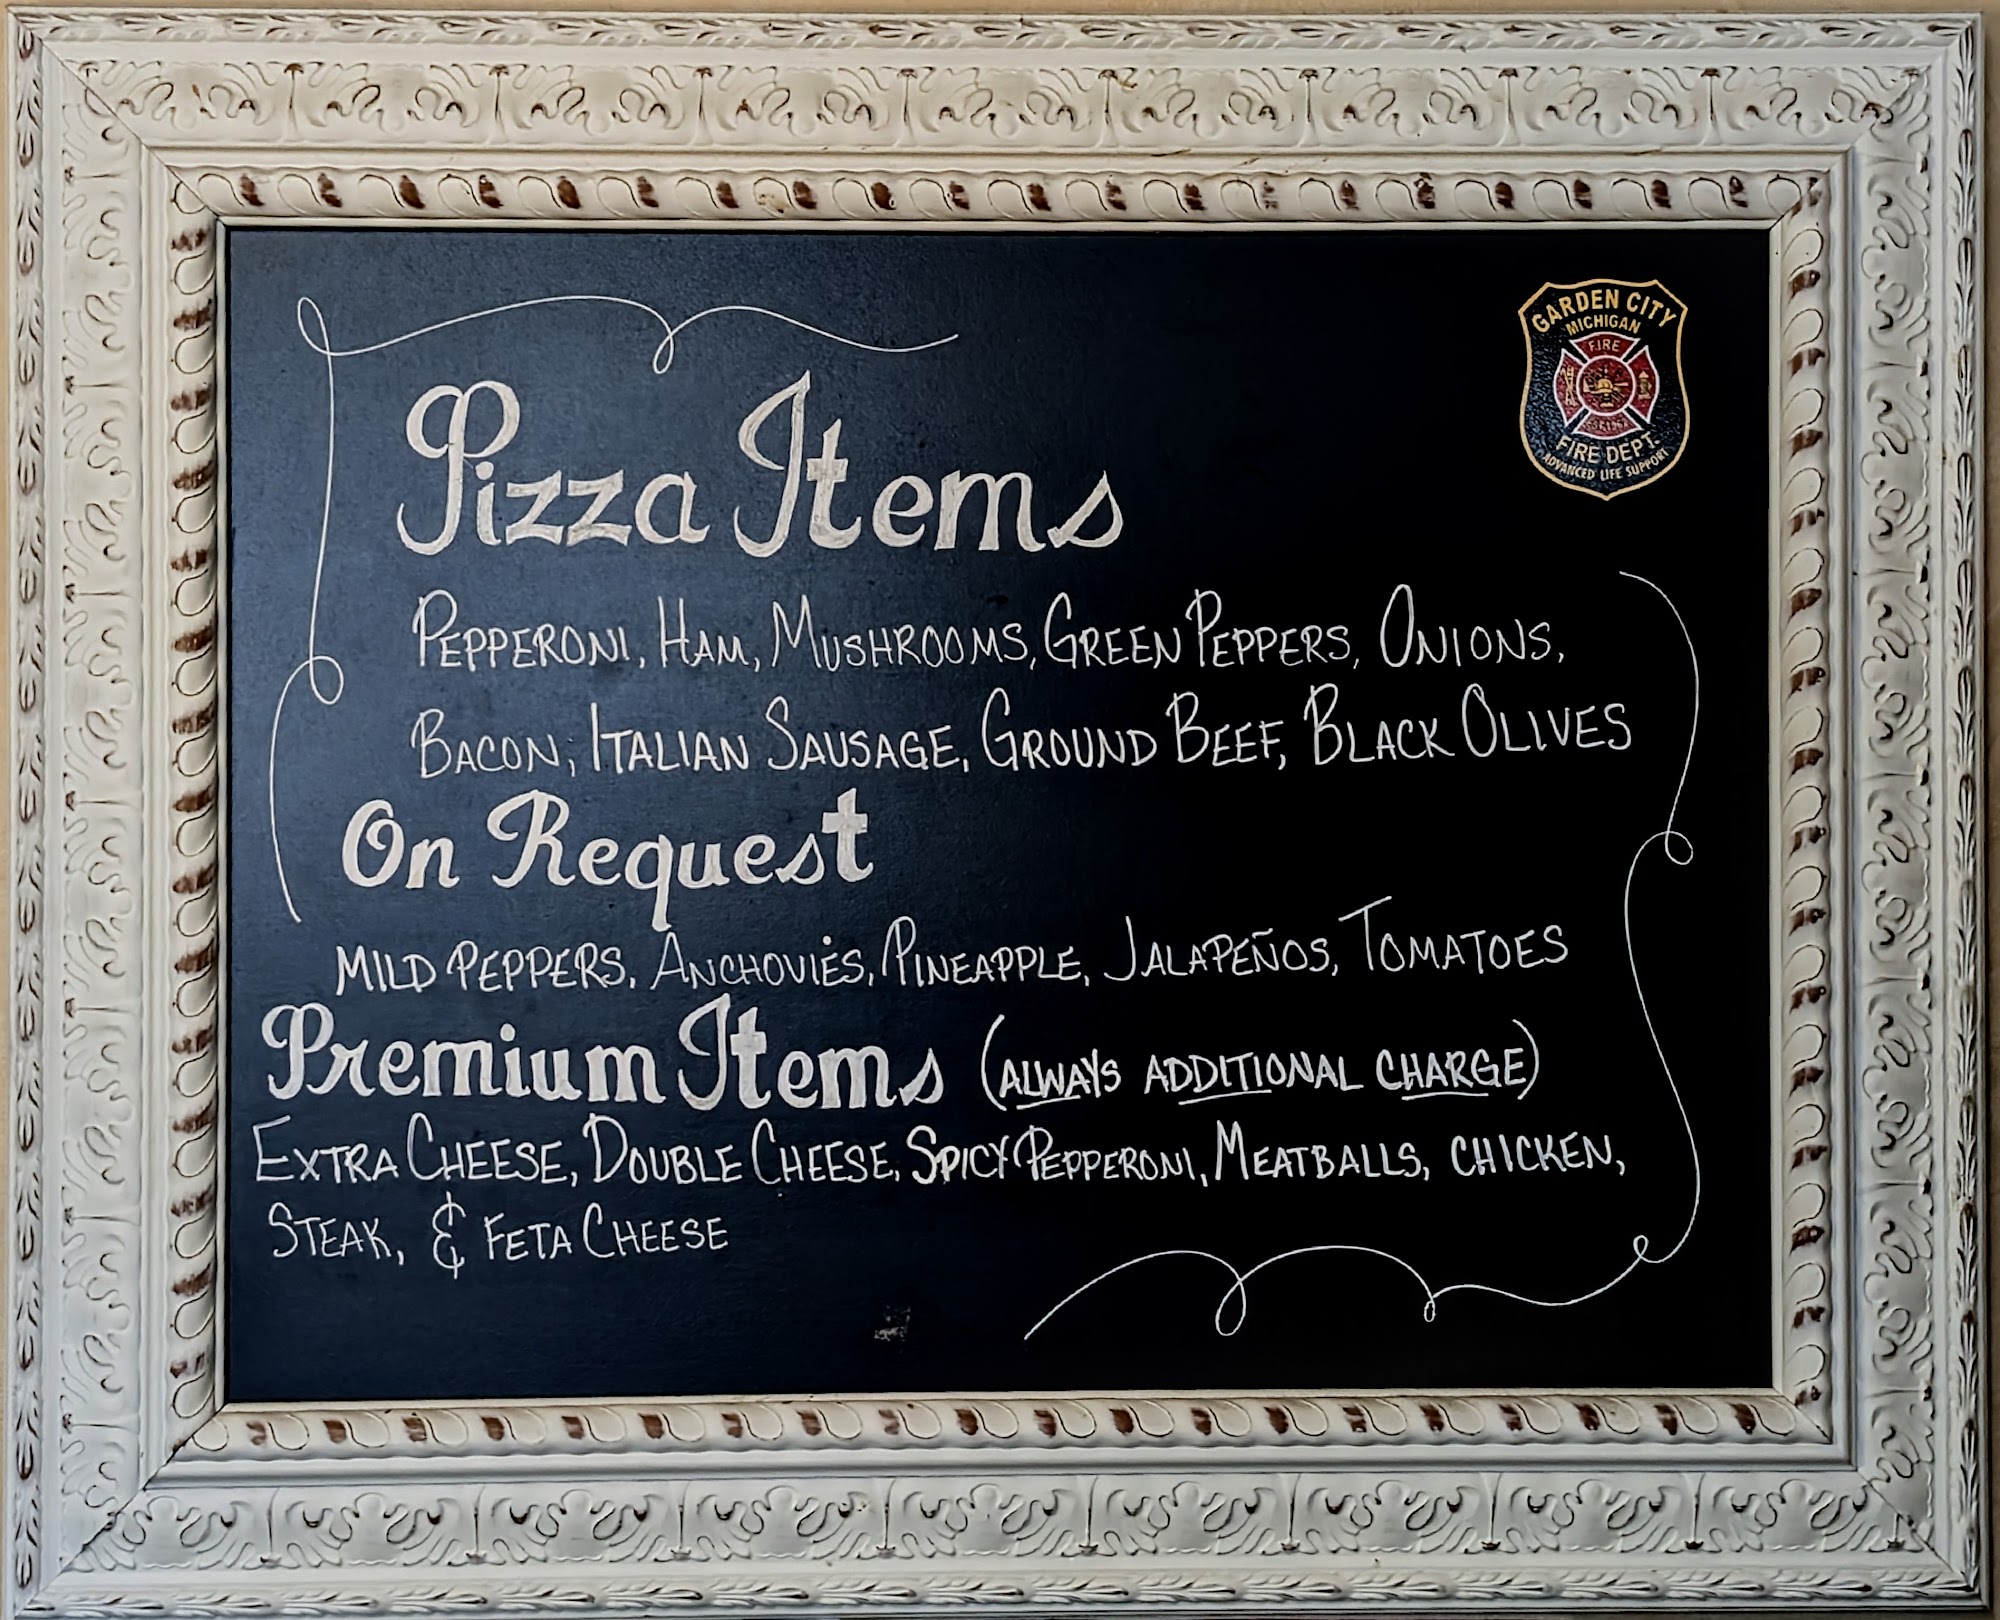 GARDEN CITY
MICHIGAN
FIRE
FIRE DEPT.
ADVANCED LIFE SUPPORT
Pizza Items
PEPPERONI, HAM, MUSHROOMS, GREEN PEPPERS, ONIONS,
BACON, ITALIAN SAUSAGE, GROUND BEEF, BLACK OLIVES
On Request
MILD PEPPERS, ANCHOVIES, PINEAPPLE, JALAPEÑOS, TOMATOES
Premium Items (ALWAYS ADDITIONAL CHARGE)
EXTRA CHEESE, DOUBLE CHEESE, SPICY PEPPERONI, MEATBALLS, CHICKEN,
STEAK, & FETA CHEESE